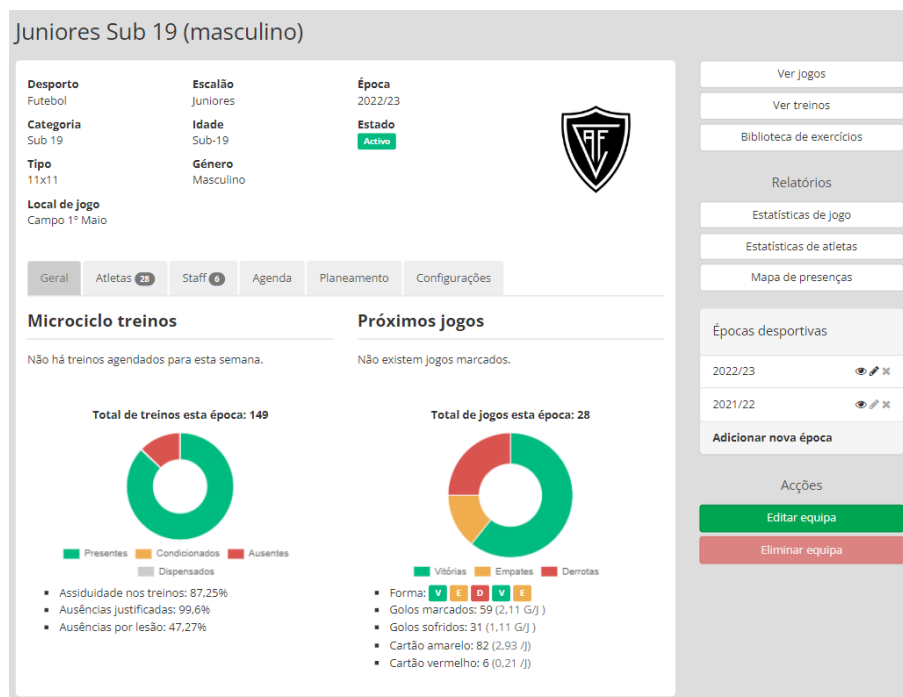 Juniores Sub 19 (masculino)
Desporto
Futebol
Escalão
Juniores
Época
2022/23
Categoria
Sub 19
Idade
Sub-19
Estado
Activo
Tipo
11x11
Género
Masculino
Local de jogo
Campo 1º Maio
AFC
Geral
Atletas 28
Staff 6
Agenda
Planeamento
Configurações
Microciclo treinos
Não há treinos agendados para esta semana.
Total de treinos esta época: 149
Presentes Condicionados Ausentes
Dispensados
Assiduidade nos treinos: 87,25%
Ausências justificadas: 99,6%
Ausências por lesão: 47,27%
Próximos jogos
Não existem jogos marcados.
Total de jogos esta época: 28
Vitórias Empates Derrotas
Forma: V E D V E
Golos marcados: 59 (2,11 G/J )
Golos sofridos: 31 (1,11 G/J )
Cartão amarelo: 82 (2,93 /J)
Cartão vermelho: 6 (0,21 /J)
Ver jogos
Ver treinos
Biblioteca de exercícios
Relatórios
Estatísticas de jogo
Estatísticas de atletas
Mapa de presenças
Épocas desportivas
2022/23
2021/22
Adicionar nova época
Acções
Editar equipa
Eliminar equipa